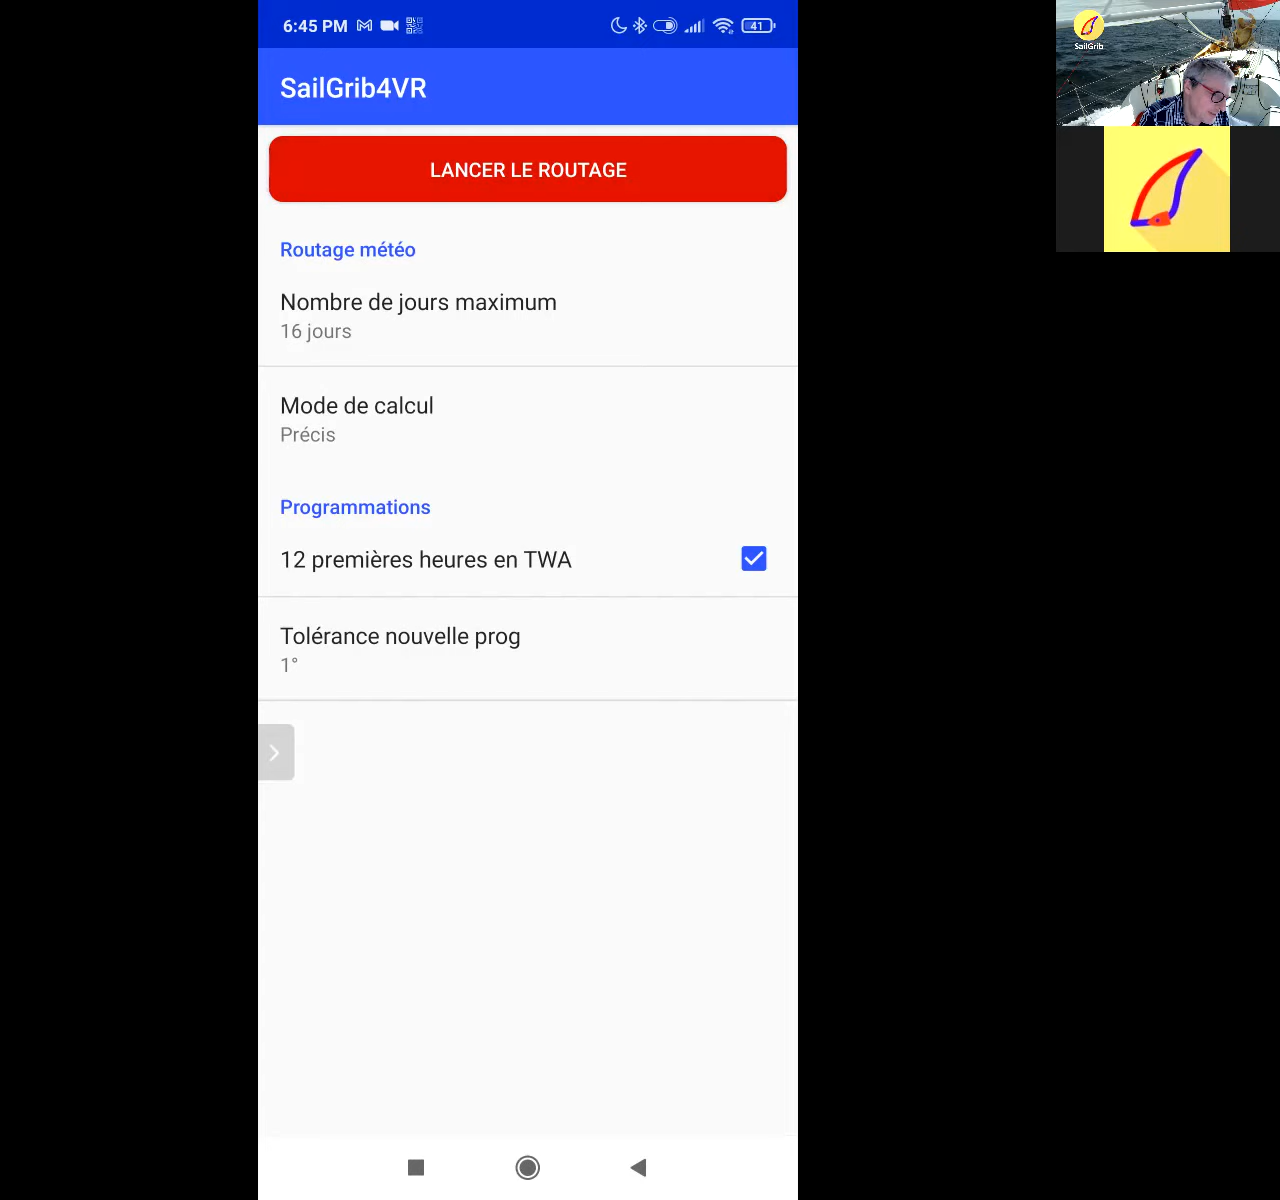 6:45 PM
41
SailGrib4VR
LANCER LE ROUTAGE
Routage météo
Nombre de jours maximum
16 jours
Mode de calcul
Précis
Programmations
12 premières heures en TWA
Tolérance nouvelle prog
1°
SailGrib